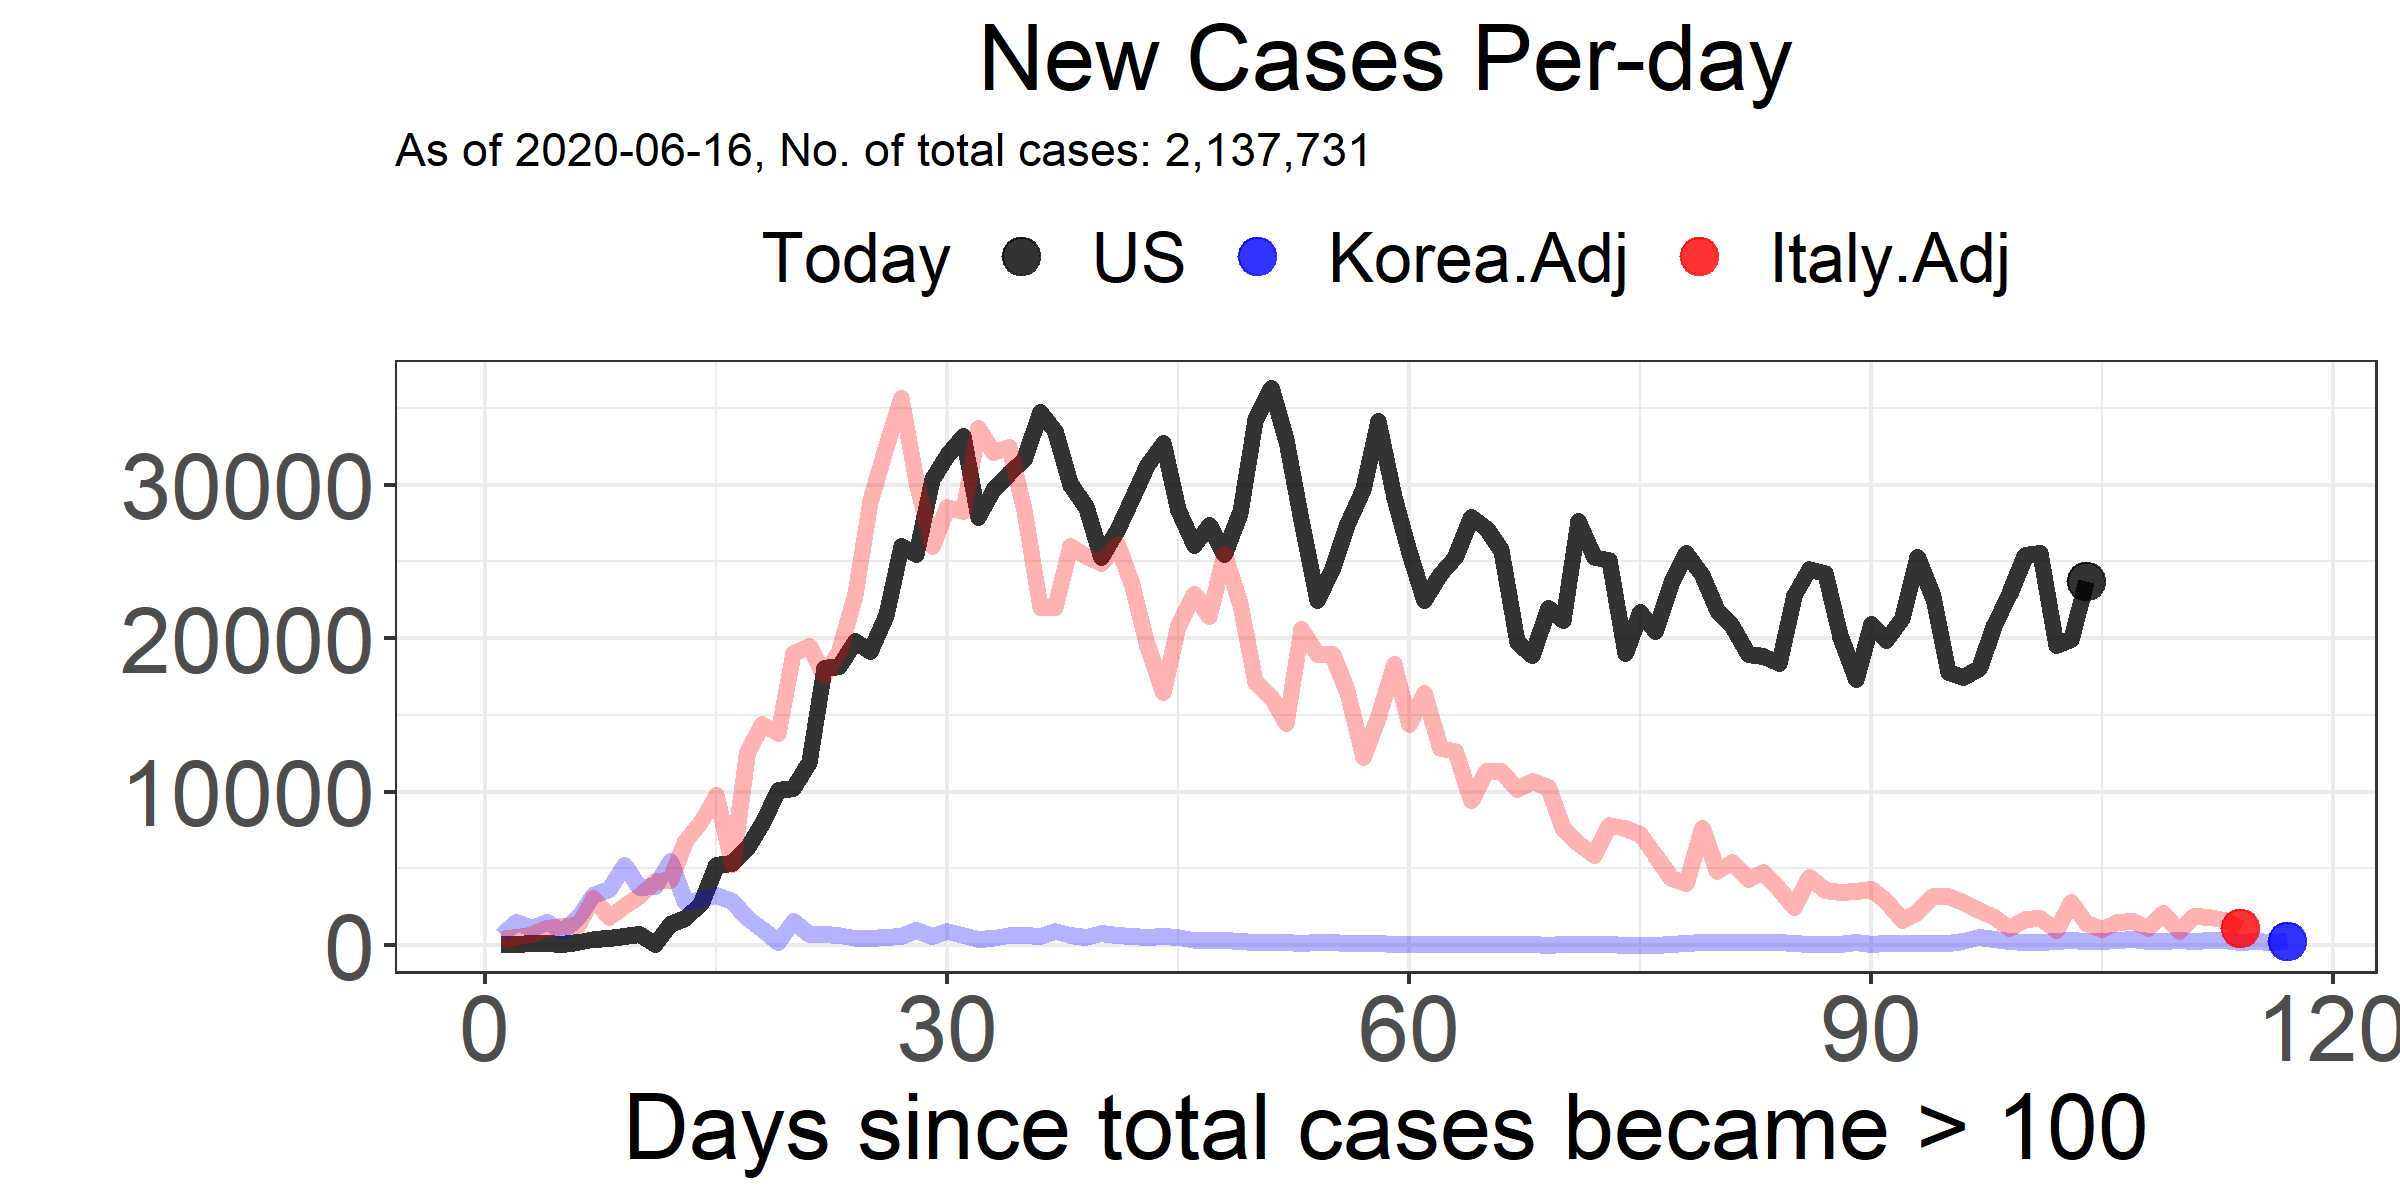 New Cases Per-day
As of 2020-06-16, No. of total cases: 2,137,731
Today US Korea.Adj Italy.Adj
30000
20000
10000
0
0 30 60 90 120
Days since total cases became > 100